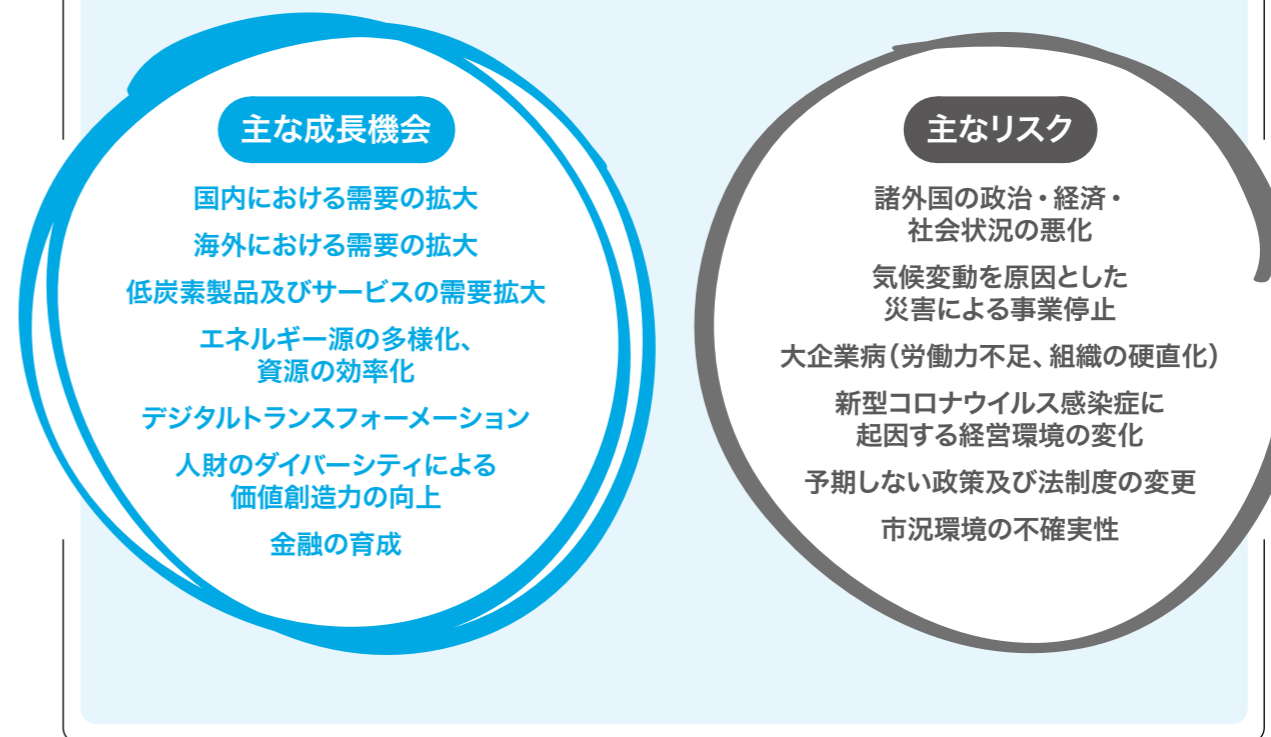 主な成長機会
国内における需要の拡大
海外における需要の拡大
低炭素製品及びサービスの需要拡大
エネルギー源の多様化、
資源の効率化
デジタルトランスフォーメーション
人財のダイバーシティによる
価値創造力の向上
金融の育成
主なリスク
諸外国の政治・経済・
社会状況の悪化
気候変動を原因とした
災害による事業停止
大企業病（労働力不足、組織の硬直化）
新型コロナウイルス感染症に
起因する経営環境の変化
予期しない政策及び法制度の変更
市況環境の不確実性